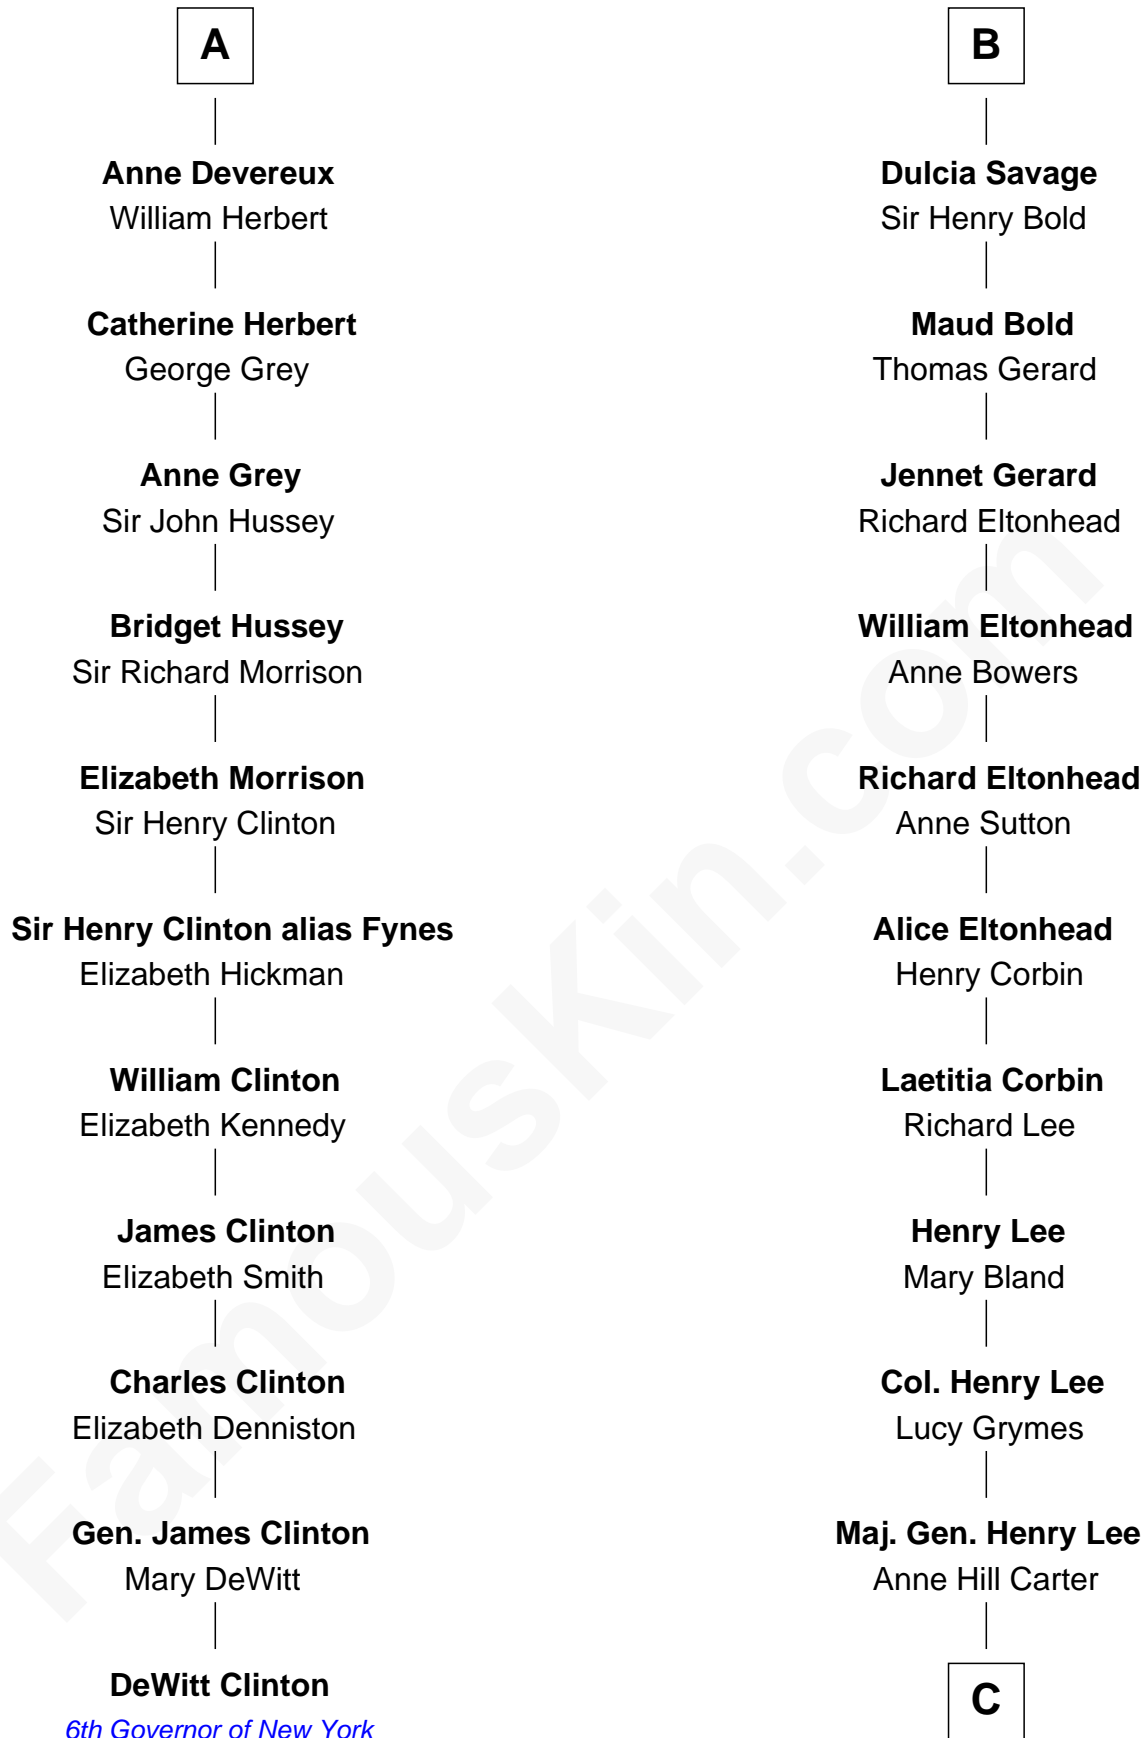 A
Anne Devereux
William Herbert
Catherine Herbert
George Grey
Anne Grey
Sir John Hussey
Bridget Hussey
Sir Richard Morrison
Elizabeth Morrison
Sir Henry Clinton
Sir Henry Clinton alias Fynes
Elizabeth Hickman
William Clinton
Elizabeth Kennedy
James Clinton
Elizabeth Smith
Charles Clinton
Elizabeth Denniston
Gen. James Clinton
Mary DeWitt
DeWitt Clinton
6th Governor of New York
B
Dulcia Savage
Sir Henry Bold
Maud Bold
Thomas Gerard
Jennet Gerard
Richard Eltonhead
William Eltonhead
Anne Bowers
Richard Eltonhead
Anne Sutton
Alice Eltonhead
Henry Corbin
Laetitia Corbin
Richard Lee
Henry Lee
Mary Bland
Col. Henry Lee
Lucy Grymes
Maj. Gen. Henry Lee
Anne Hill Carter
C
FamousKin.com